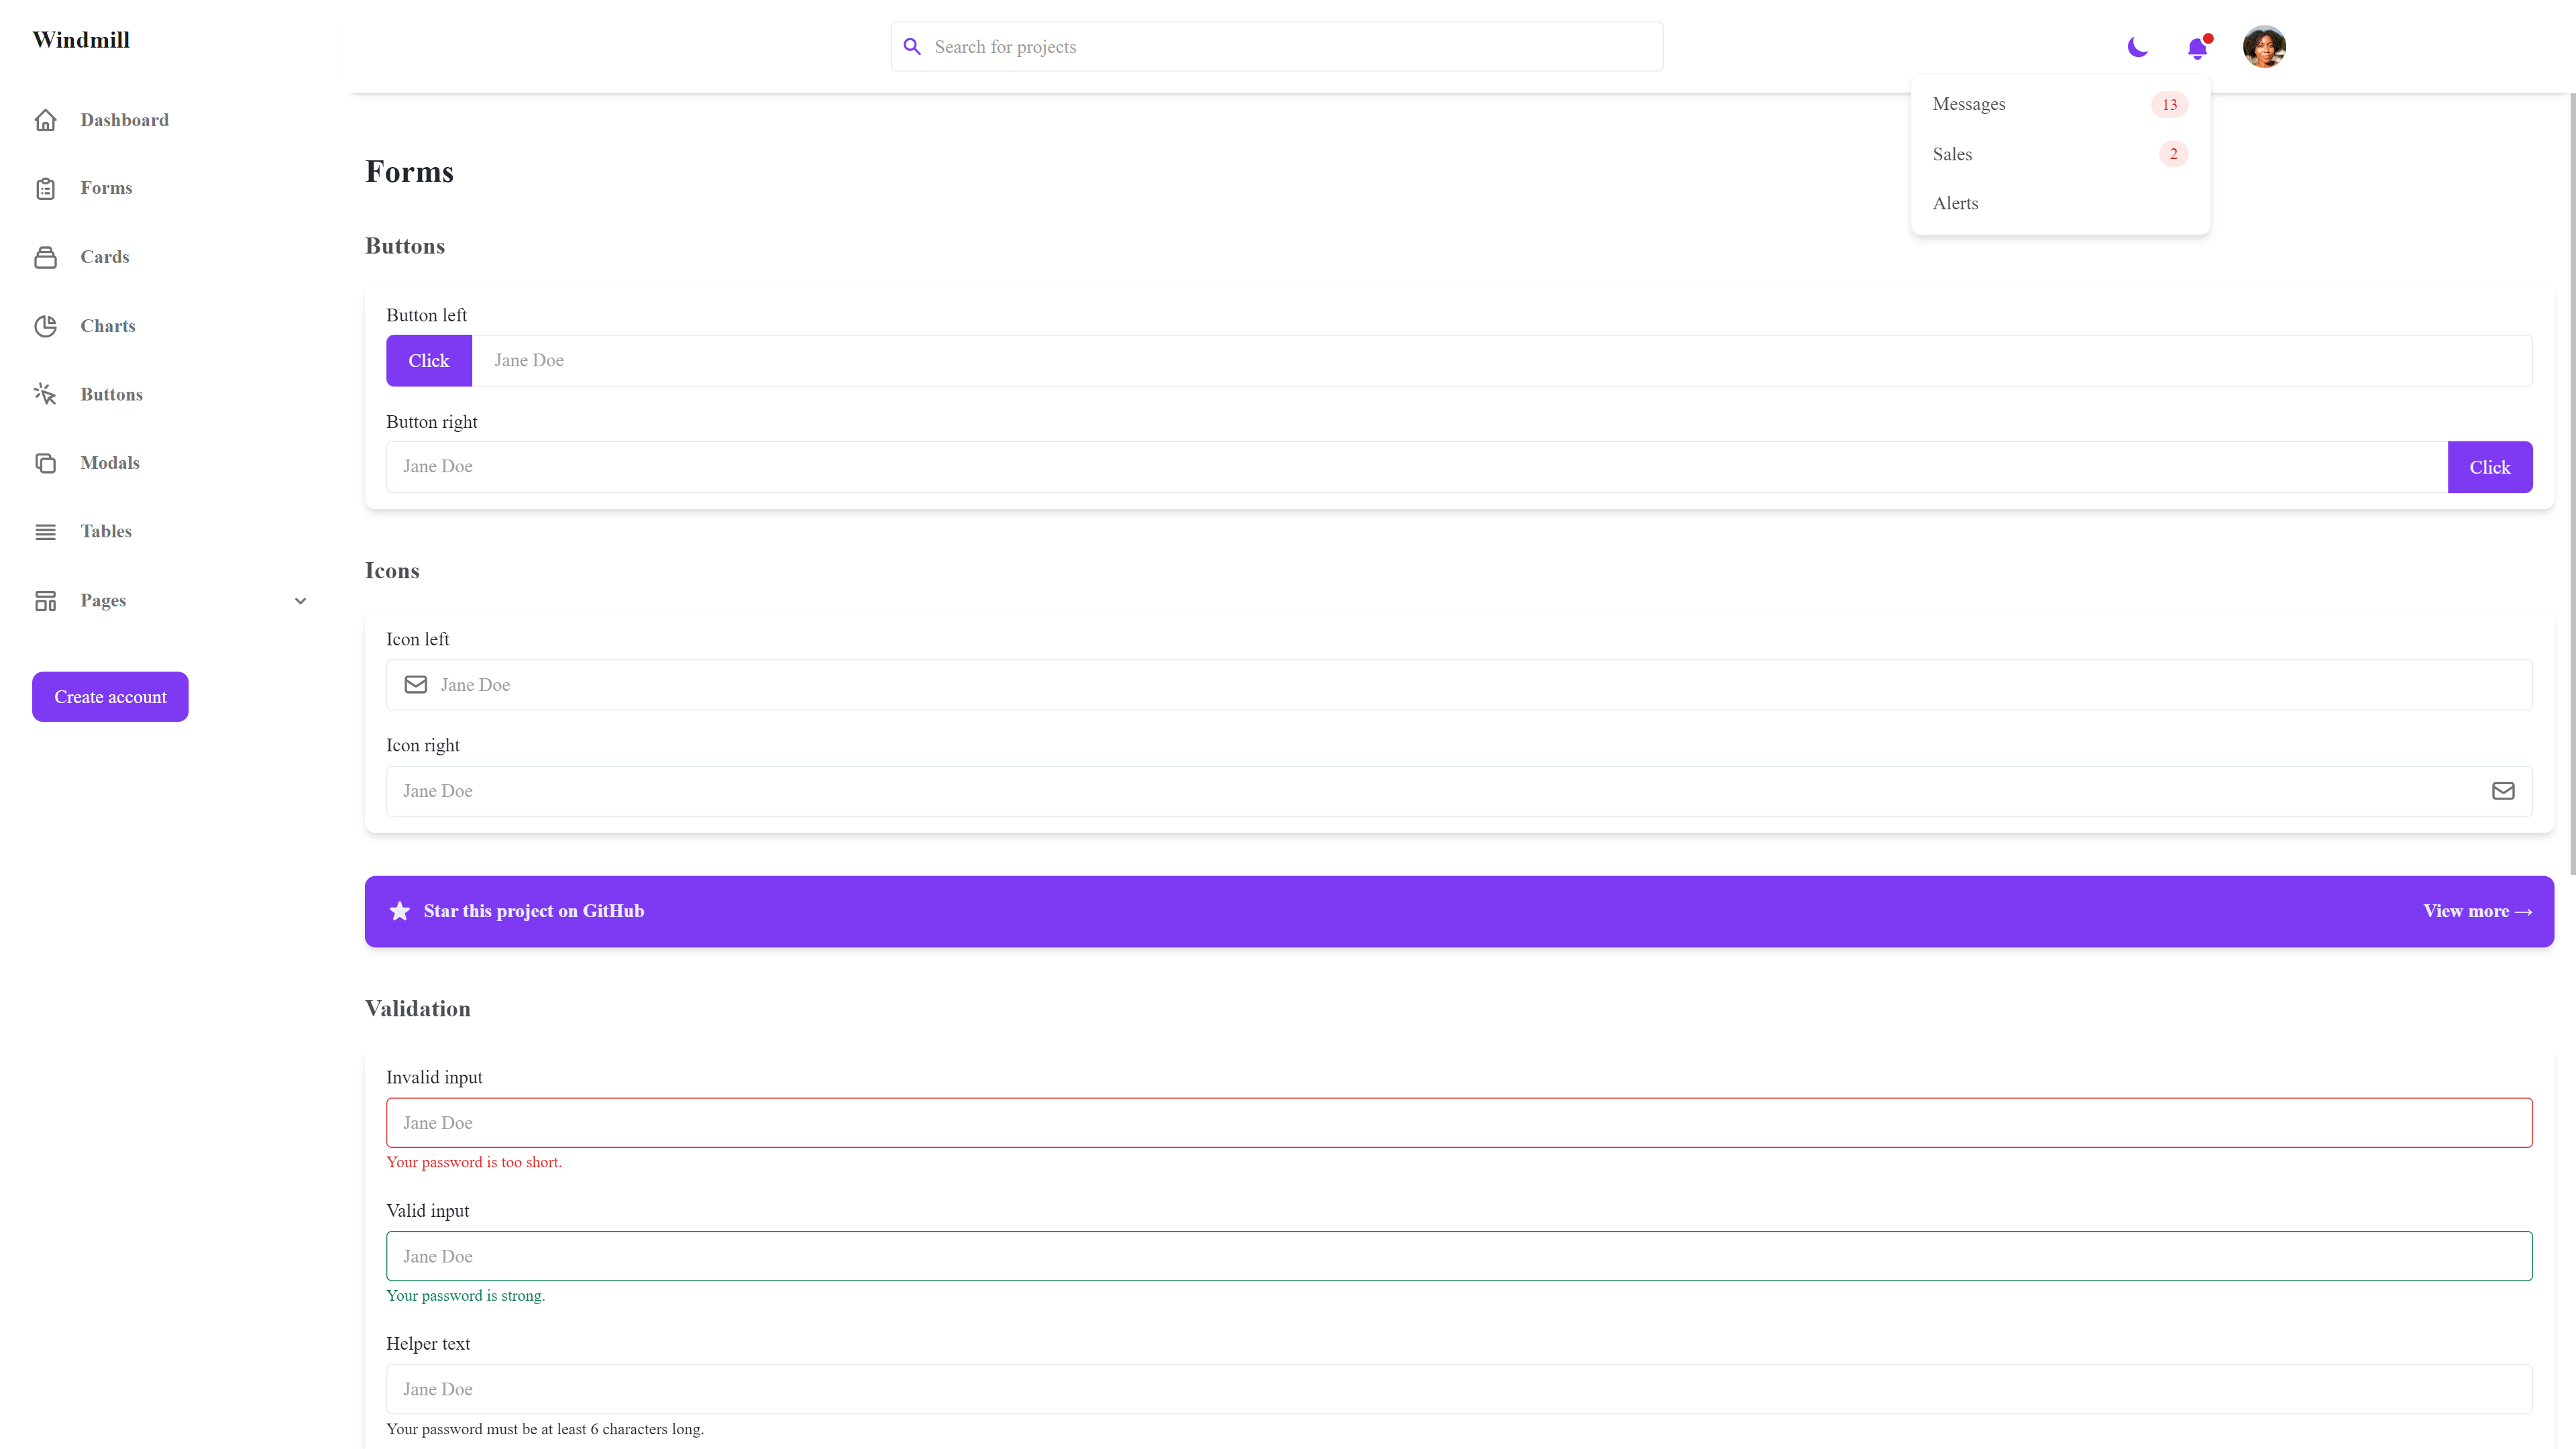 Windmill
Search for projects
Dashboard
Forms
Cards
Charts
Buttons
Modals
Tables
Pages
Create account
Messages 13
Sales 2
Alerts
Forms
Buttons
Button left
Click Jane Doe
Button right
Jane Doe Click
Icons
Icon left
Jane Doe
Icon right
Jane Doe
Star this project on GitHub View more →
Validation
Invalid input
Jane Doe
Your password is too short.
Valid input
Jane Doe
Your password is strong.
Helper text
Jane Doe
Your password must be at least 6 characters long.